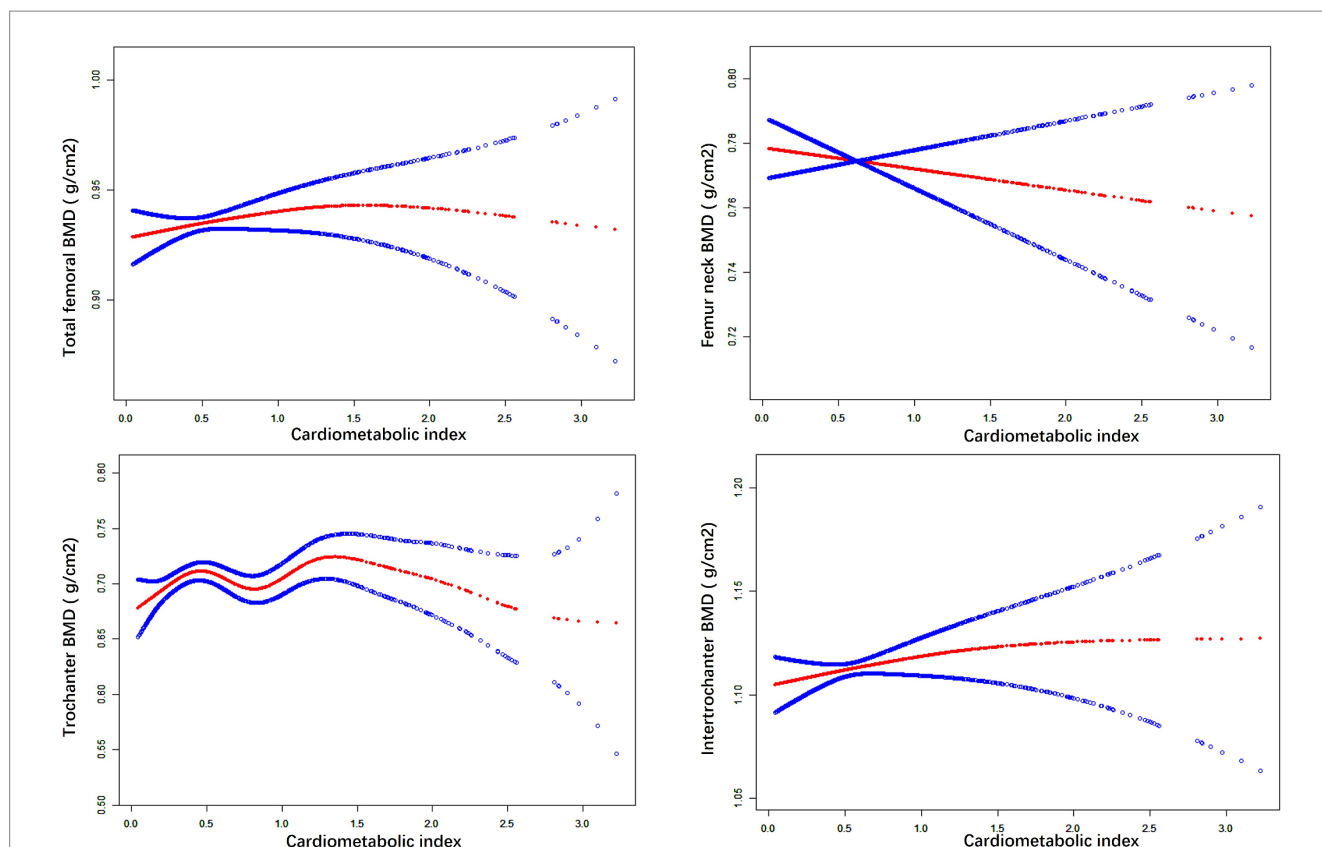 Total femoral BMD ( g/cm2)
1.00
0.95
0.90
0.0 0.5 1.0 1.5 2.0 2.5 3.0
Cardiometabolic index
Femur neck BMD ( g/cm2)
0.80
0.78
0.76
0.74
0.72
0.0 0.5 1.0 1.5 2.0 2.5 3.0
Cardiometabolic index
Trochanter BMD ( g/cm2)
0.80
0.75
0.70
0.65
0.60
0.55
0.50
0.0 0.5 1.0 1.5 2.0 2.5 3.0
Cardiometabolic index
Intertrochanter BMD ( g/cm2)
1.20
1.15
1.10
1.05
0.0 0.5 1.0 1.5 2.0 2.5 3.0
Cardiometabolic index